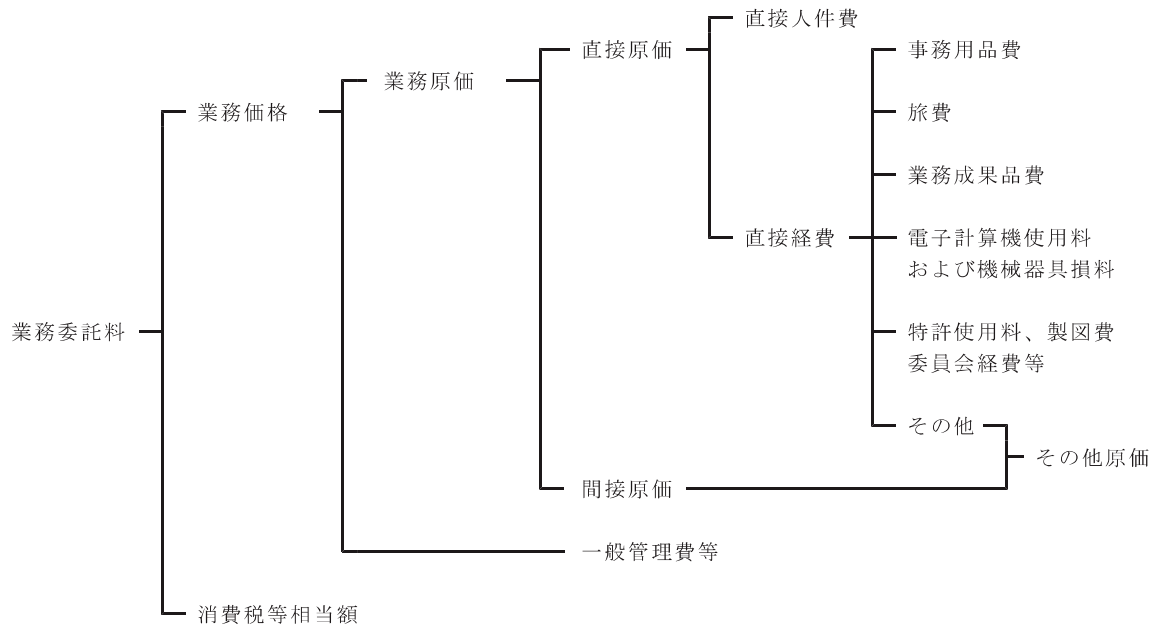 直接人件費
直接原価
事務用品費
業務原価
業務価格
旅費
業務成果品費
直接経費
電子計算機使用料
および機械器具損料
業務委託料
特許使用料、製図費
委員会経費等
その他
その他原価
間接原価
一般管理費等
消費税等相当額